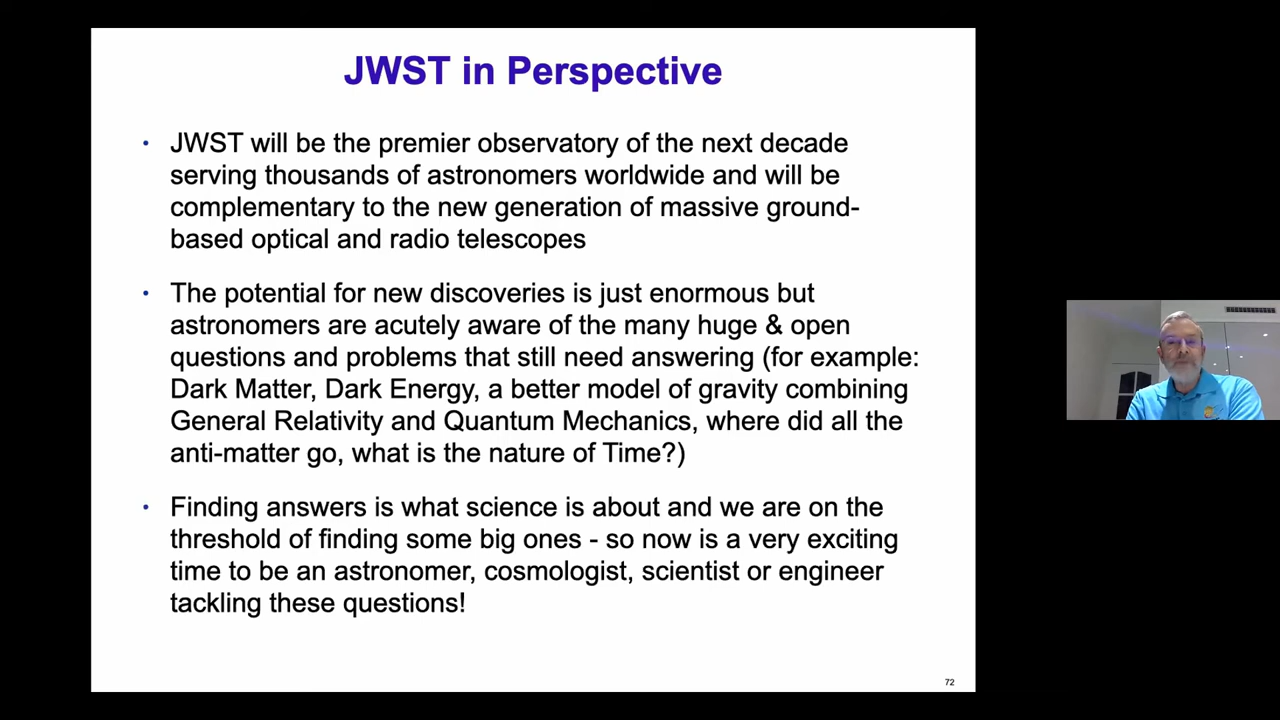 JWST in Perspective
• JWST will be the premier observatory of the next decade
serving thousands of astronomers worldwide and will be
complementary to the new generation of massive ground-
based optical and radio telescopes
• The potential for new discoveries is just enormous but
astronomers are acutely aware of the many huge & open
questions and problems that still need answering (for example:
Dark Matter, Dark Energy, a better model of gravity combining
General Relativity and Quantum Mechanics, where did all the
anti-matter go, what is the nature of Time?)
• Finding answers is what science is about and we are on the
threshold of finding some big ones - so now is a very exciting
time to be an astronomer, cosmologist, scientist or engineer
tackling these questions!
72